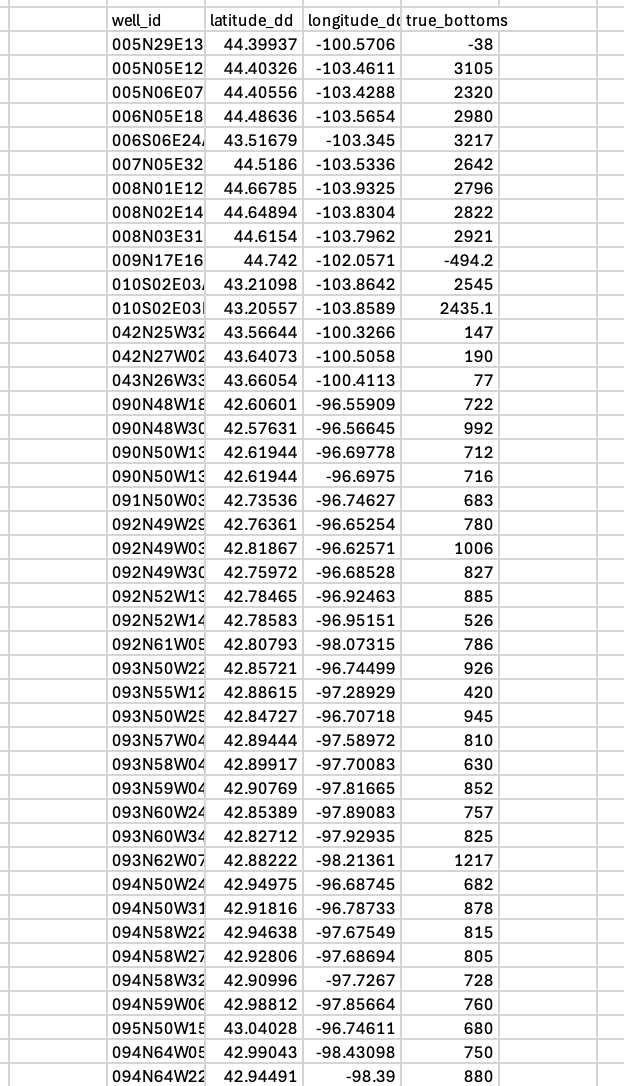 well_id latitude_dd longitude_dd true_bottoms
005N29E13 44.39937 -100.5706 -38
005N05E12 44.40326 -103.4611 3105
005N06E07 44.40556 -103.4288 2320
006N05E18 44.48636 -103.5654 2980
006S06E24 43.51679 -103.345 3217
007N05E32 44.5186 -103.5336 2642
008N01E12 44.66785 -103.9325 2796
008N02E14 44.64894 -103.8304 2822
008N03E31 44.6154 -103.7962 2921
009N17E16 44.742 -102.0571 -494.2
010S02E03 43.21098 -103.8642 2545
010S02E03 43.20557 -103.8589 2435.1
042N25W32 43.56644 -100.3266 147
042N27W02 43.64073 -100.5058 190
043N26W33 43.66054 -100.4113 77
090N48W18 42.60601 -96.55909 722
090N48W30 42.57631 -96.56645 992
090N50W13 42.61944 -96.69778 712
090N50W13 42.61944 -96.6975 716
091N50W03 42.73536 -96.74627 683
092N49W29 42.76361 -96.65254 780
092N49W03 42.81867 -96.62571 1006
092N49W30 42.75972 -96.68528 827
092N52W13 42.78465 -96.92463 885
092N52W14 42.78583 -96.95151 526
092N61W05 42.80793 -98.07315 786
093N50W22 42.85721 -96.74499 926
093N55W12 42.88615 -97.28929 420
093N50W25 42.84727 -96.70718 945
093N57W04 42.89444 -97.58972 810
093N58W04 42.89917 -97.70083 630
093N59W04 42.90769 -97.81665 852
093N60W24 42.85389 -97.89083 757
093N60W34 42.82712 -97.92935 825
093N62W07 42.88222 -98.21361 1217
094N50W24 42.94975 -96.68745 682
094N50W31 42.91816 -96.78733 878
094N58W22 42.94638 -97.67549 815
094N58W27 42.92806 -97.68694 805
094N58W32 42.90996 -97.7267 728
094N59W06 42.98812 -97.85664 760
095N50W15 43.04028 -96.74611 680
094N64W05 42.99043 -98.43098 750
094N64W22 42.94491 -98.39 880